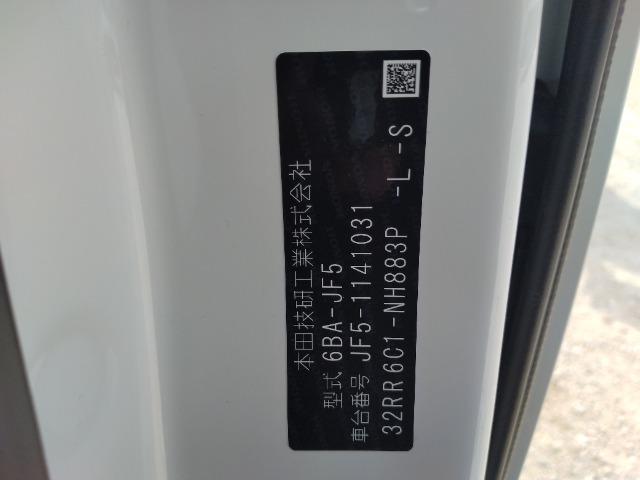 本田技研工業株式会社
型式 6BA-JF5
車台番号 JF5-1141031
32RR6C1-NH883P -L -S